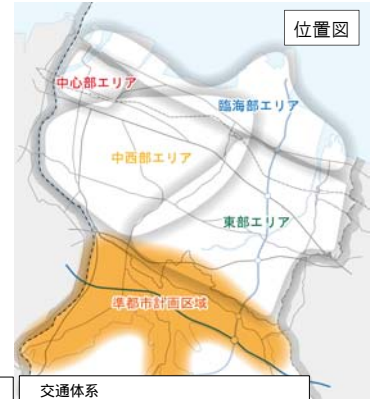 位置図
中心部エリア
臨海部エリア
中西部エリア
東部エリア
準都市計画区域
交通体系